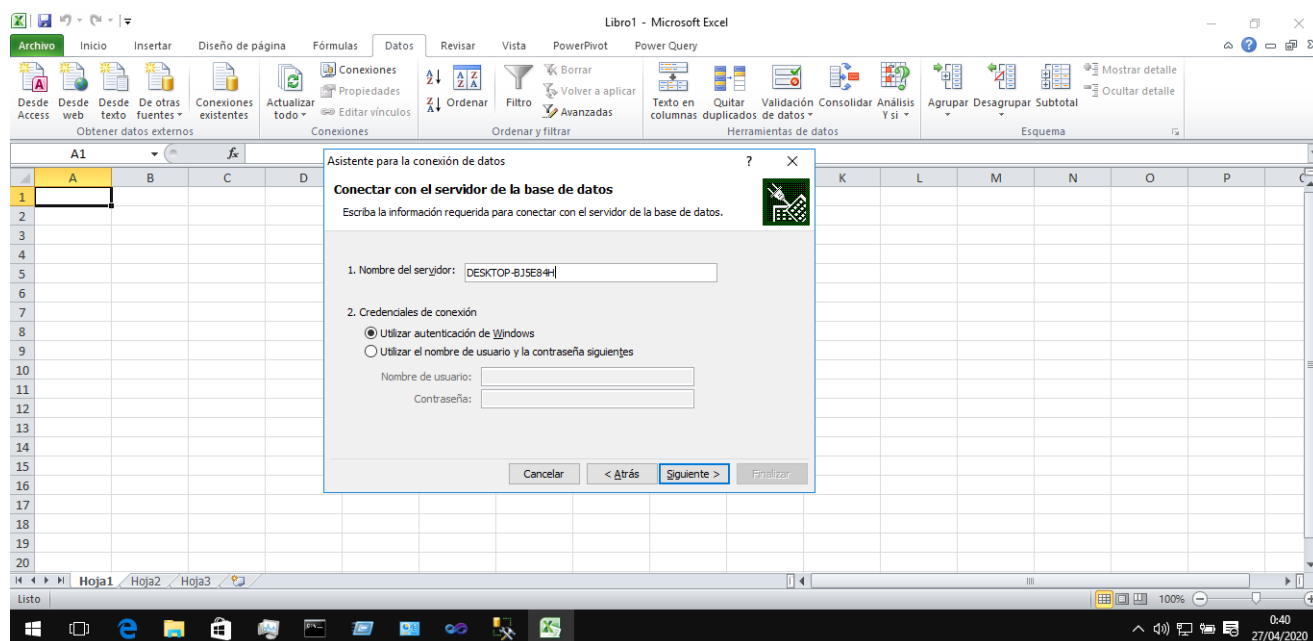 Libro1 - Microsoft Excel
Archivo Inicio Insertar Diseño de página Fórmulas Datos Revisar Vista PowerPivot Power Query
Desde Access
Desde web
Desde texto
De otras fuentes
Conexiones existentes
Obtener datos externos
Actualizar todo
Conexiones
Propiedades
Editar vínculos
Conexiones
Ordenar
Filtro
Borrar
Volver a aplicar
Avanzadas
Ordenar y filtrar
Texto en columnas
Quitar duplicados
Validación de datos
Consolidar
Análisis Y si
Herramientas de datos
Agrupar
Desagrupar
Subtotal
Mostrar detalle
Ocultar detalle
Esquema
A1 fx
A B C D K L M N O P
1
2
3
4
5
6
7
8
9
10
11
12
13
14
15
16
17
18
19
20
Asistente para la conexión de datos ?
Conectar con el servidor de la base de datos
Escriba la información requerida para conectar con el servidor de la base de datos.
1. Nombre del servidor: DESKTOP-BJ5E84H
2. Credenciales de conexión
Utilizar autenticación de Windows
Utilizar el nombre de usuario y la contraseña siguientes
Nombre de usuario:
Contraseña:
Cancelar < Atrás Siguiente > Finalizar
Hoja1 Hoja2 Hoja3
Listo 100%
0:40
27/04/2020